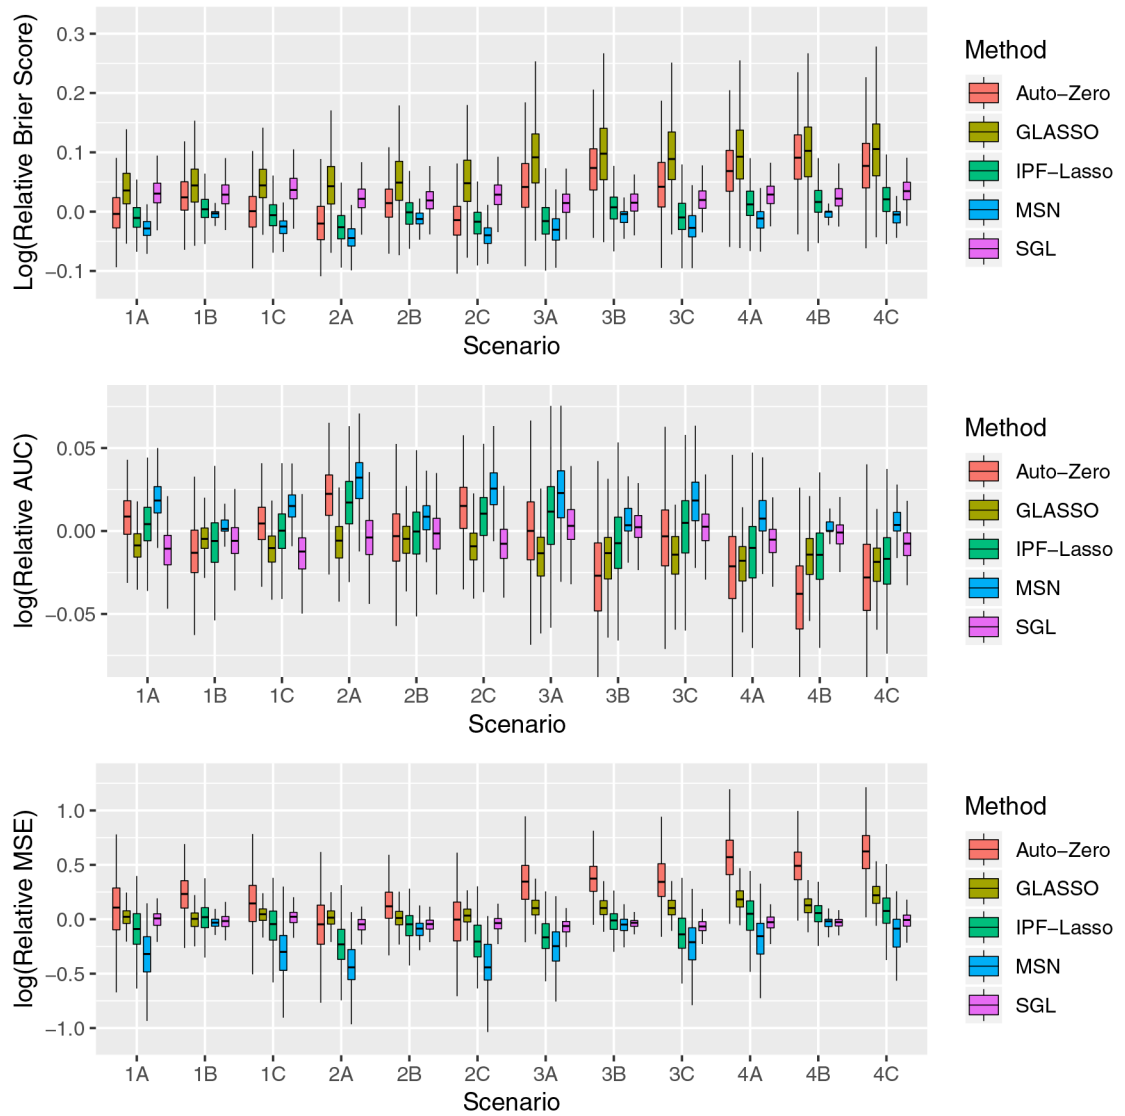 Log(Relative Brier Score)
0.3
0.2
0.1
0.0
−0.1
1A 1B 1C 2A 2B 2C 3A 3B 3C 4A 4B 4C
Scenario
Method
Auto−Zero
GLASSO
IPF−Lasso
MSN
SGL
log(Relative AUC)
0.05
0.00
−0.05
1A 1B 1C 2A 2B 2C 3A 3B 3C 4A 4B 4C
Scenario
Method
Auto−Zero
GLASSO
IPF−Lasso
MSN
SGL
log(Relative MSE)
1.0
0.5
0.0
−0.5
−1.0
1A 1B 1C 2A 2B 2C 3A 3B 3C 4A 4B 4C
Scenario
Method
Auto−Zero
GLASSO
IPF−Lasso
MSN
SGL